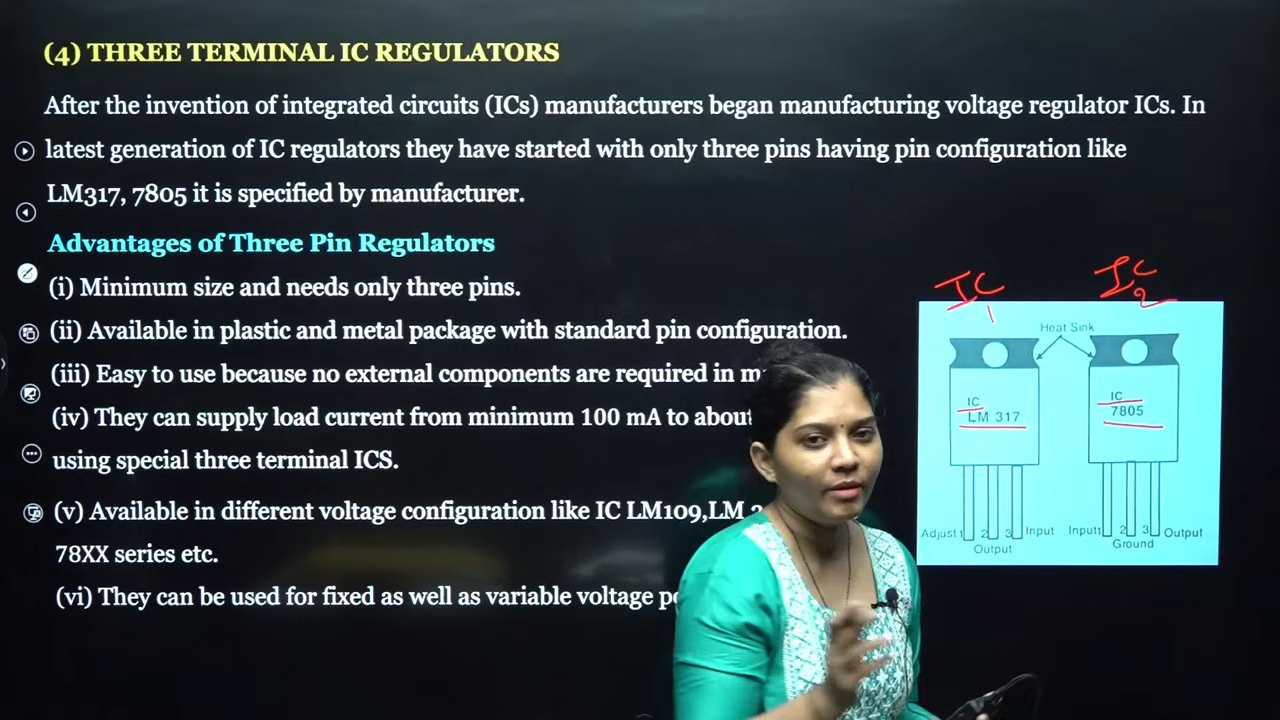 (4) THREE TERMINAL IC REGULATORS
After the invention of integrated circuits (ICs) manufacturers began manufacturing voltage regulator ICs. In
latest generation of IC regulators they have started with only three pins having pin configuration like
LM317, 7805 it is specified by manufacturer.
Advantages of Three Pin Regulators
(i) Minimum size and needs only three pins.
(ii) Available in plastic and metal package with standard pin configuration.
(iii) Easy to use because no external components are required in
(iv) They can supply load current from minimum 100 mA to about
using special three terminal ICS.
(v) Available in different voltage configuration like IC LM109,LM
78XX series etc.
(vi) They can be used for fixed as well as variable voltage
IC1
IC2
Heat Sink
IC
LM 317
IC
7805
Adjust 1 2 3 Input
Output
Input 1 2 3 Output
Ground